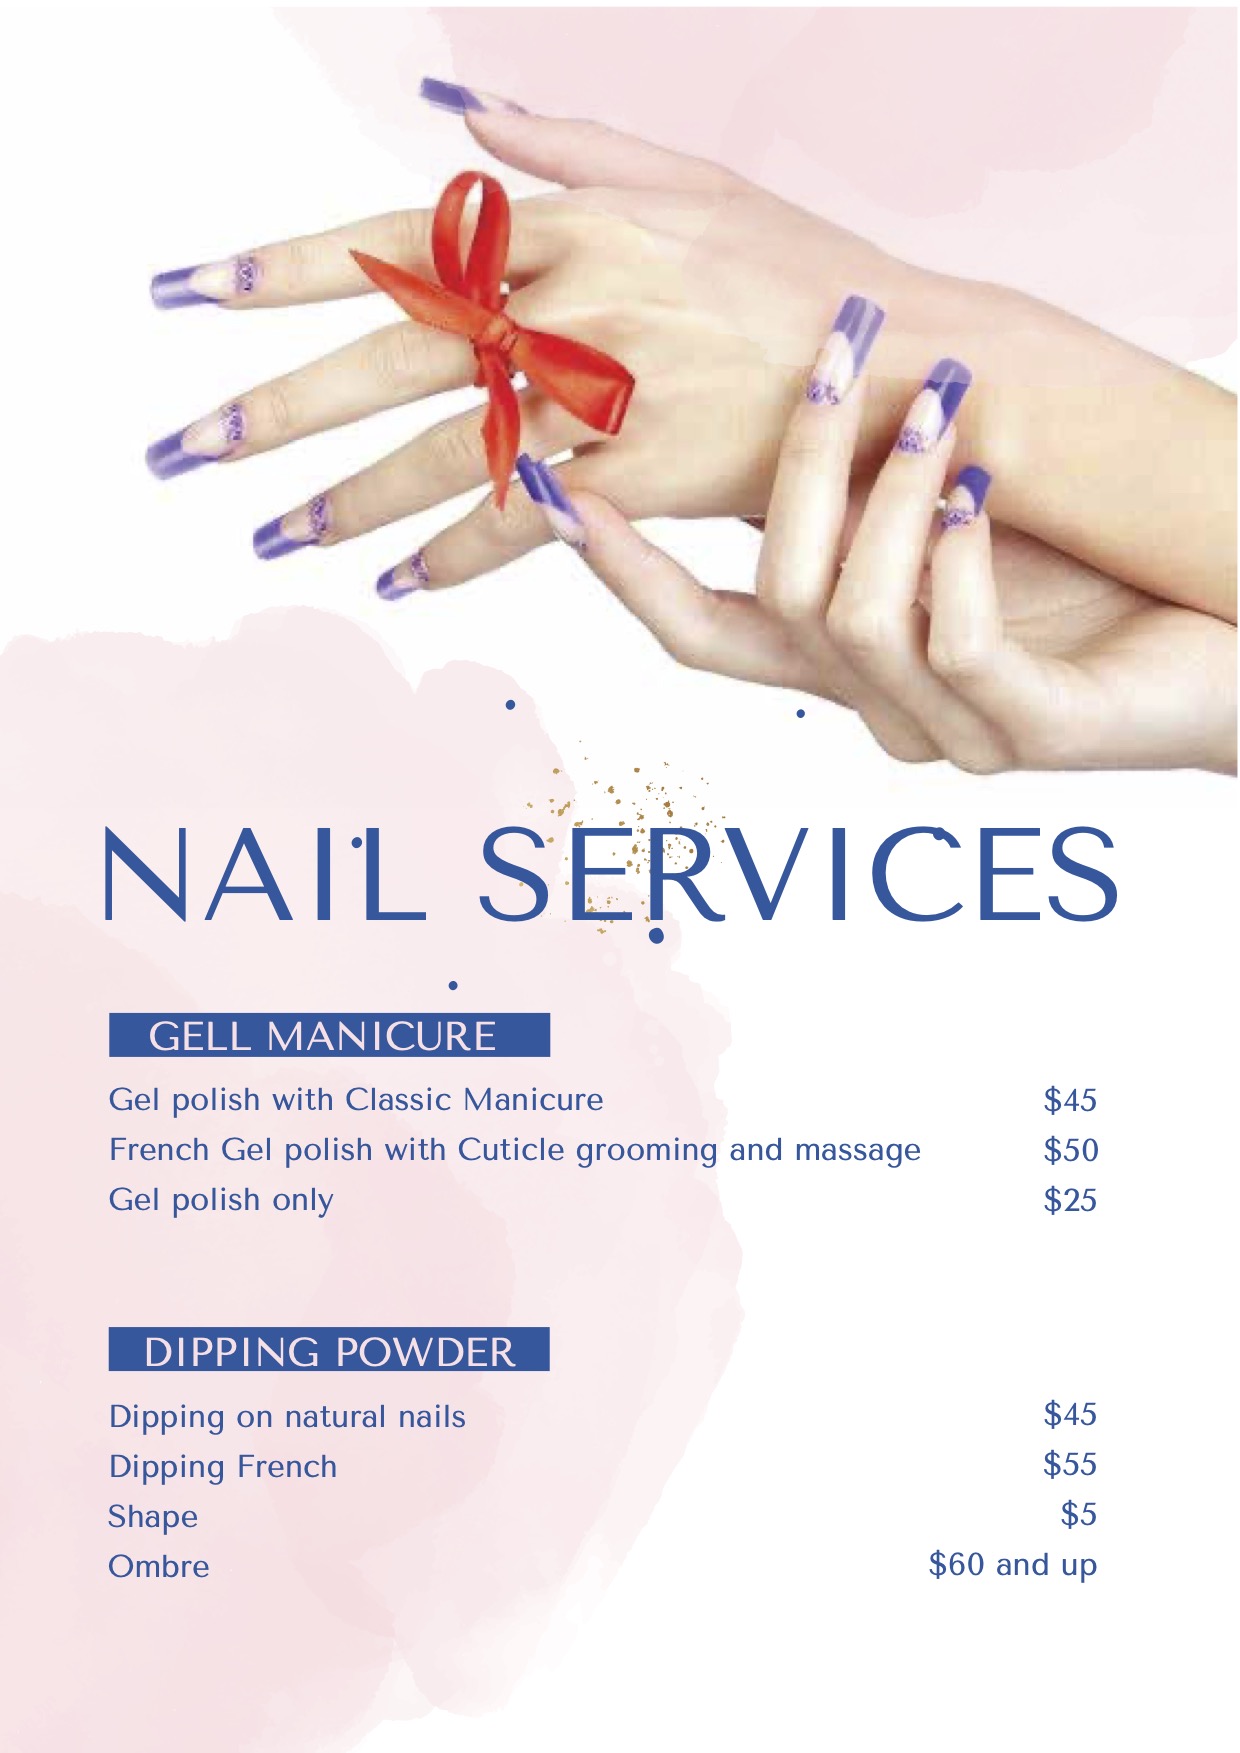 NAIL SERVICES
GELL MANICURE
Gel polish with Classic Manicure $45
French Gel polish with Cuticle grooming and massage $50
Gel polish only $25
DIPPING POWDER
Dipping on natural nails $45
Dipping French $55
Shape $5
Ombre $60 and up